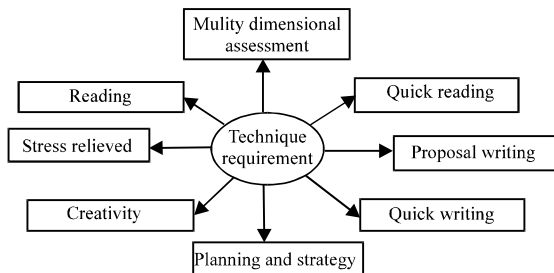 Mulity dimensional
assessment
Reading
Quick reading
Stress relieved
Technique
requirement
Proposal writing
Creativity
Quick writing
Planning and strategy